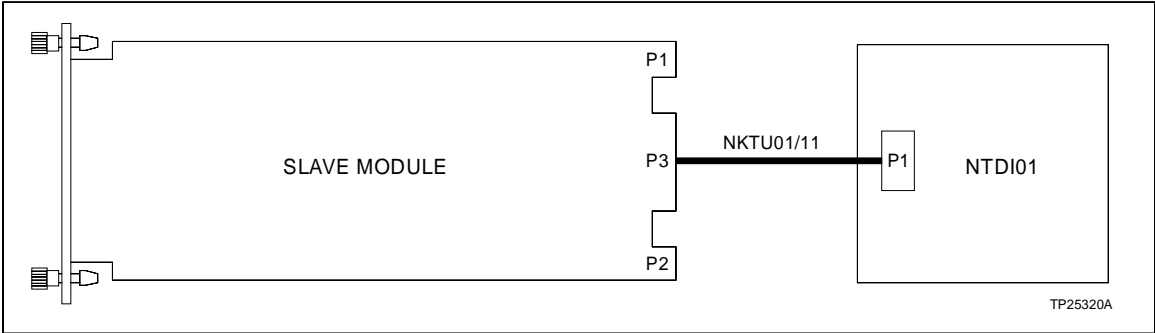 P1
NKTU01/11
SLAVE MODULE
P3
P1
NTDI01
P2
TP25320A